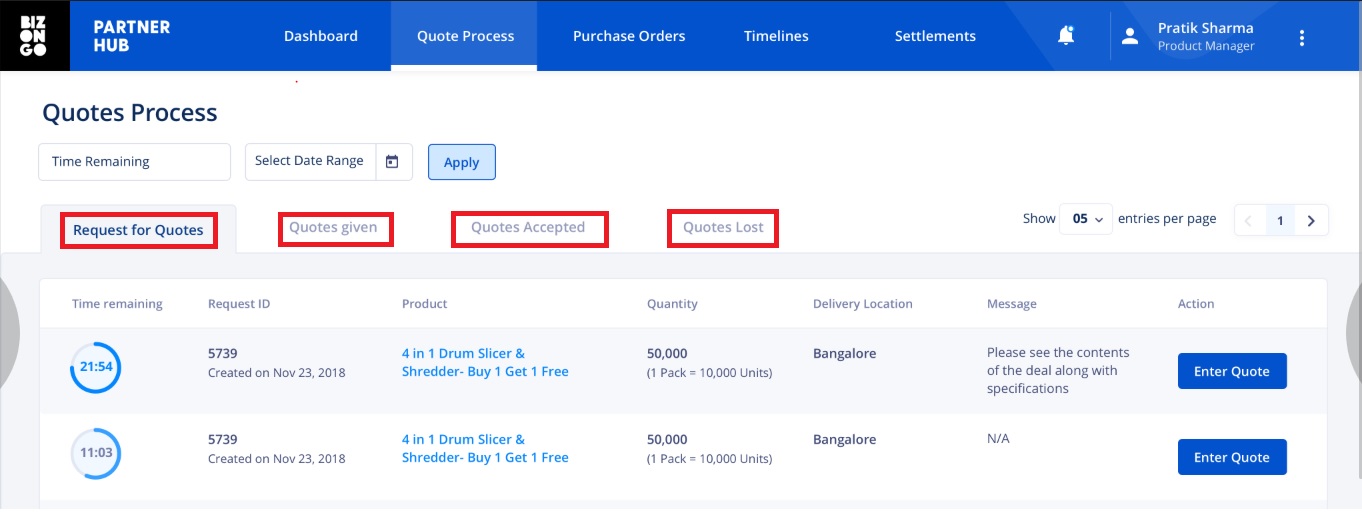 BIZ
ON
GO
PARTNER
HUB
Dashboard
Quote Process
Purchase Orders
Timelines
Settlements
Pratik Sharma
Product Manager
Quotes Process
Time Remaining
Select Date Range
Apply
Request for Quotes
Quotes given
Quotes Accepted
Quotes Lost
Show 05 entries per page
1
Time remaining Request ID Product Quantity Delivery Location Message Action
21:54
5739
Created on Nov 23, 2018
4 in 1 Drum Slicer &
Shredder- Buy 1 Get 1 Free
50,000
(1 Pack = 10,000 Units)
Bangalore
Please see the contents
of the deal along with
specifications
Enter Quote
11:03
5739
Created on Nov 23, 2018
4 in 1 Drum Slicer &
Shredder- Buy 1 Get 1 Free
50,000
(1 Pack = 10,000 Units)
Bangalore
N/A
Enter Quote